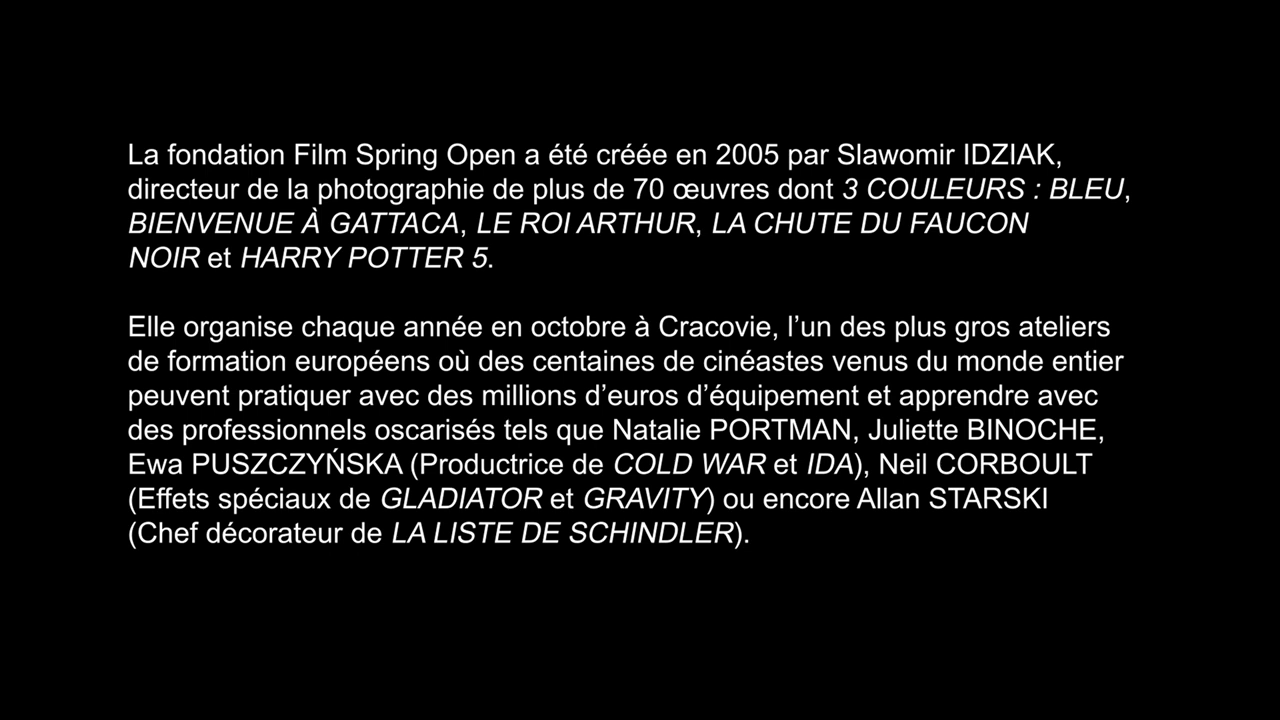 La fondation Film Spring Open a été créée en 2005 par Slawomir IDZIAK,
directeur de la photographie de plus de 70 œuvres dont 3 COULEURS : BLEU,
BIENVENUE À GATTACA, LE ROI ARTHUR, LA CHUTE DU FAUCON
NOIR et HARRY POTTER 5.
Elle organise chaque année en octobre à Cracovie, l’un des plus gros ateliers
de formation européens où des centaines de cinéastes venus du monde entier
peuvent pratiquer avec des millions d’euros d’équipement et apprendre avec
des professionnels oscarisés tels que Natalie PORTMAN, Juliette BINOCHE,
Ewa PUSZCZYŃSKA (Productrice de COLD WAR et IDA), Neil CORBOULT
(Effets spéciaux de GLADIATOR et GRAVITY) ou encore Allan STARSKI
(Chef décorateur de LA LISTE DE SCHINDLER).